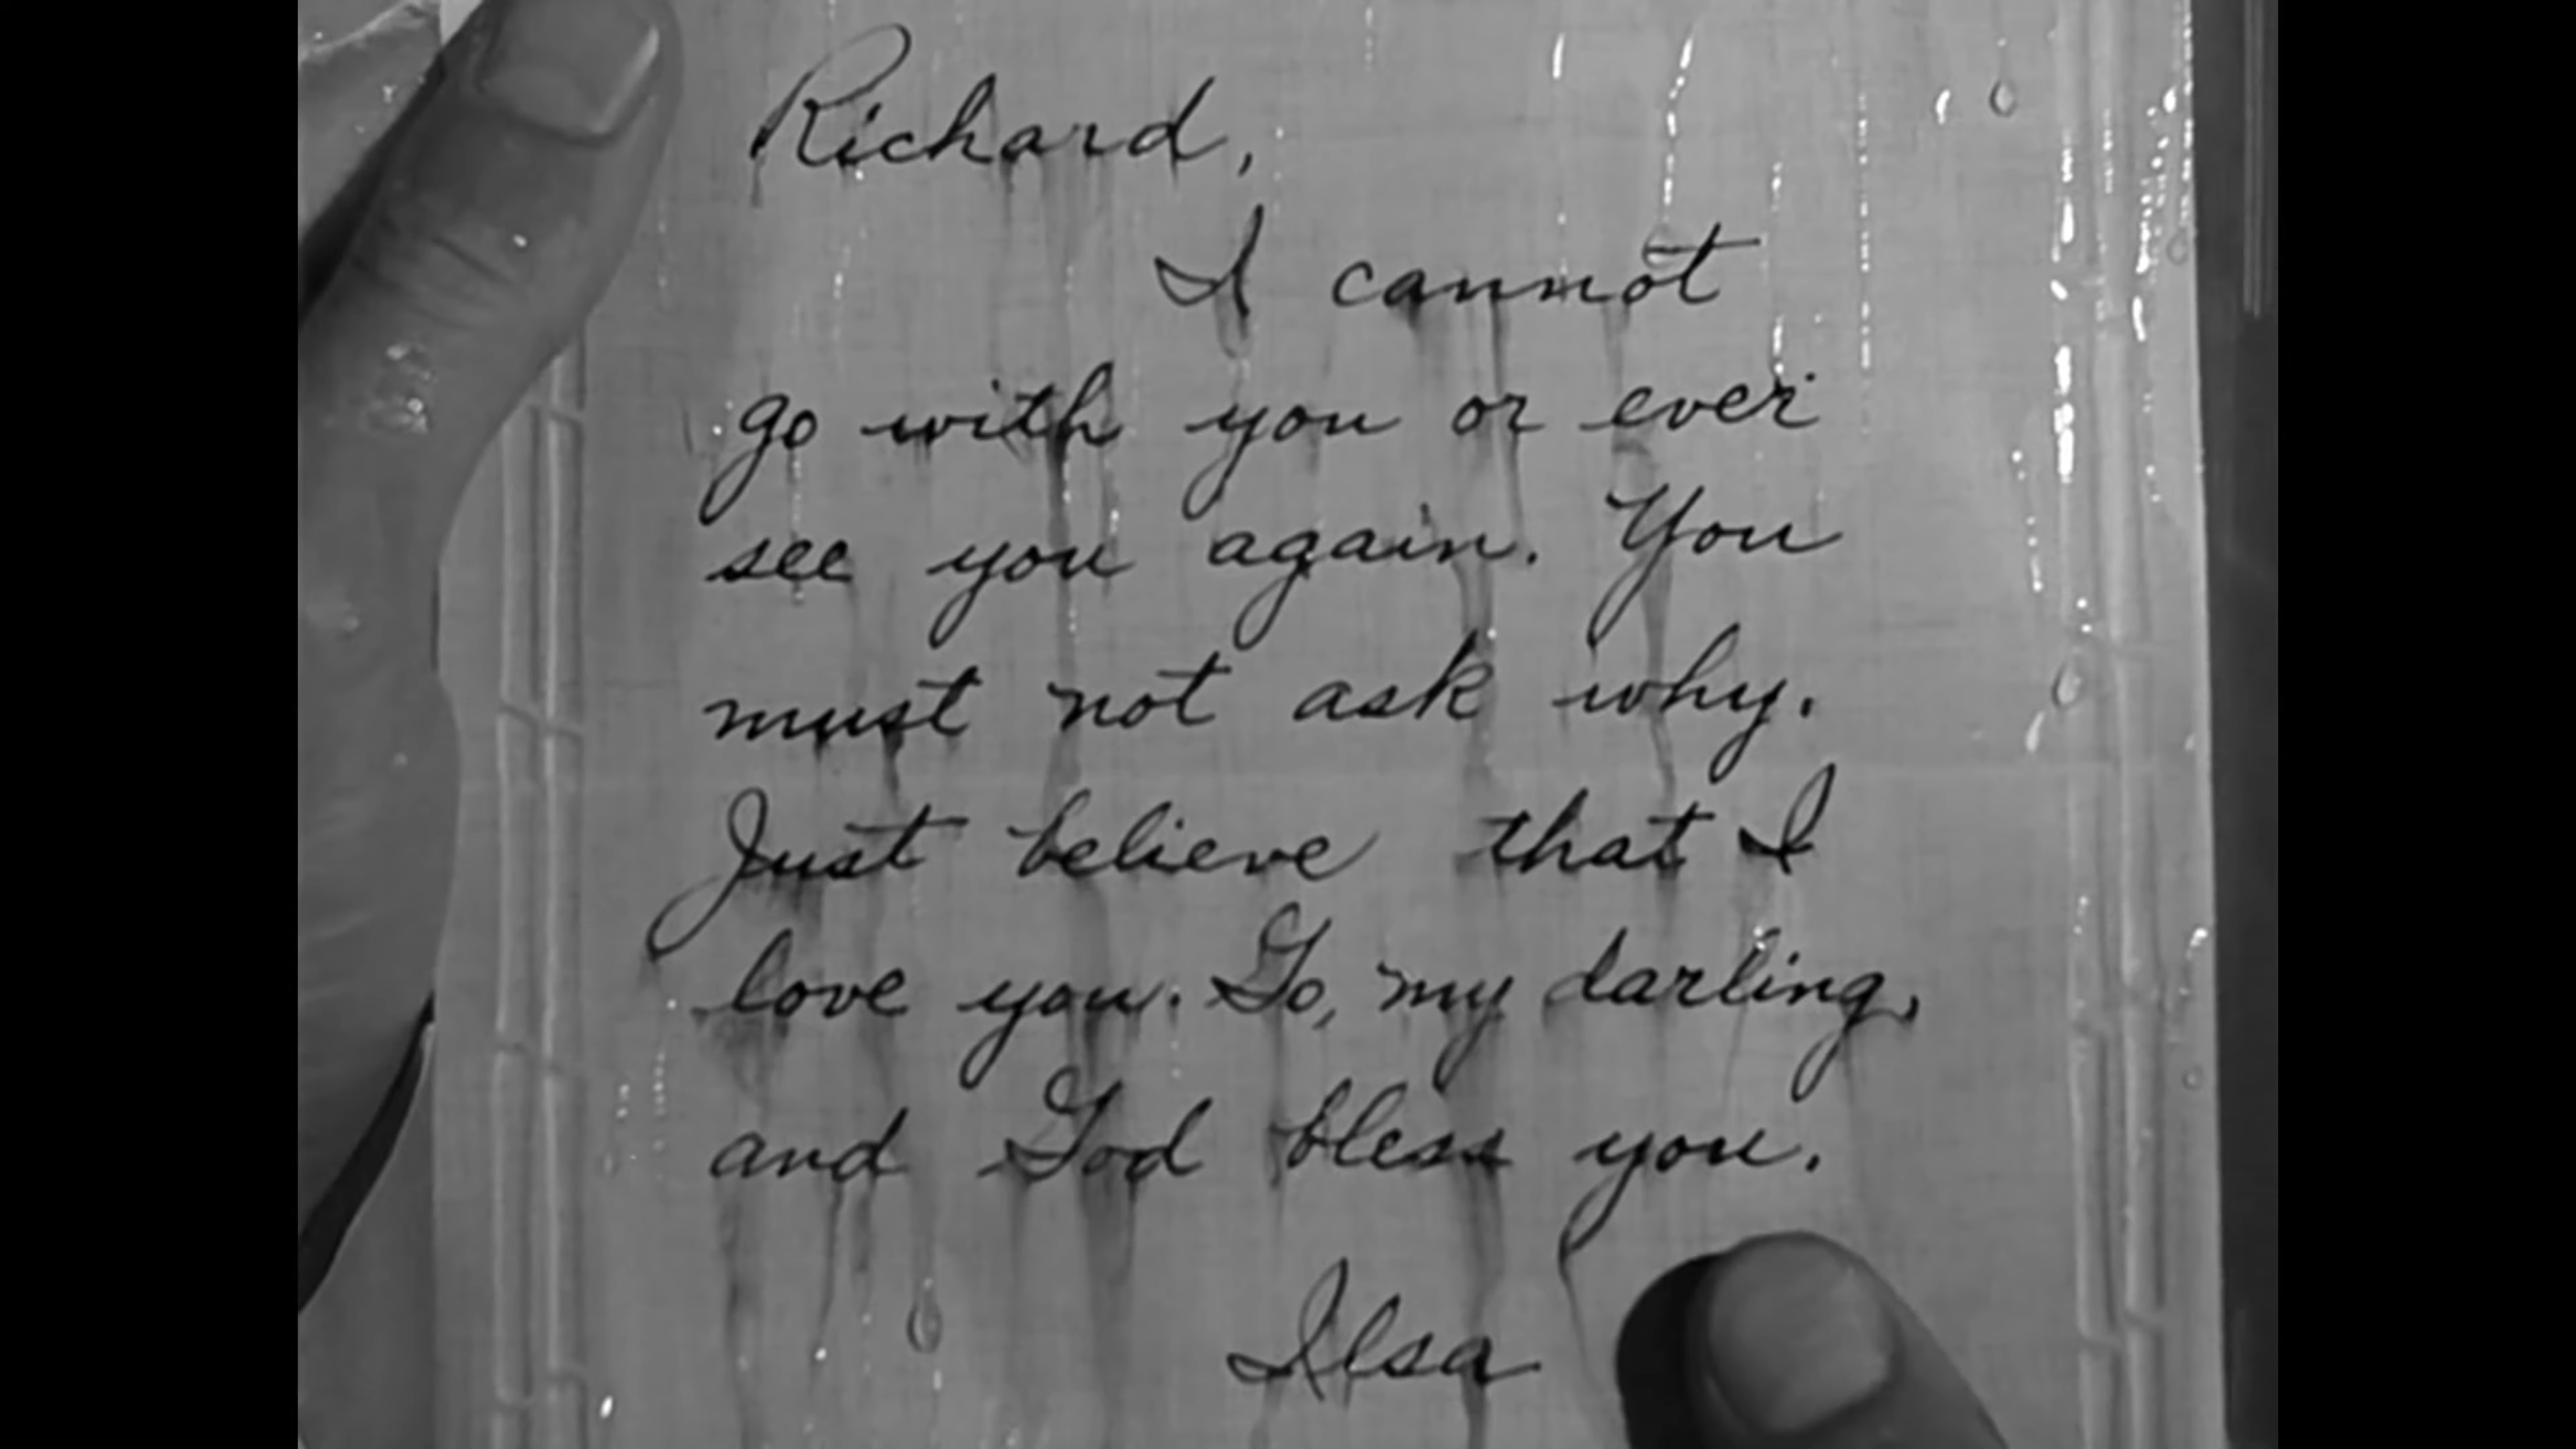 Richard,
I cannot
go with you or ever
see you again. You
must not ask why.
Just believe that I
love you. Go, my darling,
and God bless you.
Ilsa